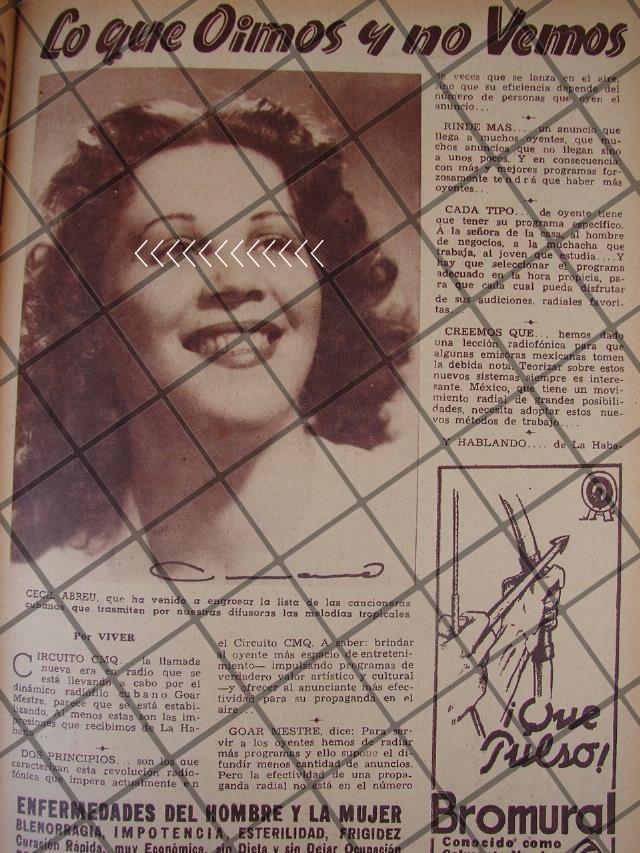 Lo que Oimos y no Vemos
CECIL ABREU, que ha venido a engrosar la lista de las cancioneras
cubanas que trasmiten por nuestras difusoras las melodías tropicales
Por VIVER
CIRCUITO CMQ... la llamada
nueva era en radio que se
está llevando a cabo por el
dinámico radiófilo cubano Goar
Mestre, parece que se está estabi-
lizando. Al menos estas son las im-
presiones que recibimos de La Ha-
bana...
DOS PRINCIPIOS... son los que
caracterizan esta revolución radio-
fónica que impera actualmente en
el Circuito CMQ. A saber: brindar
al oyente más espacio de entreteni-
miento— impulsando programas de
verdadero valor artístico y cultural
—y ofrecer al anunciante más efec-
tividad para su propaganda en el
aire...
GOAR MESTRE, dice: Para ser-
vir a los oyentes hemos de radiar
más programas y ello supone el di-
fundir menos cantidad de anuncios.
Pero la efectividad de una propa-
ganda radial no está en el número
de veces que se lanza en el aire,
sino que su eficiencia depende del
número de personas que oyen el
anuncio...
RINDE MAS... un anuncio que
llega a muchos oyentes, que mu-
chos anuncios que no llegan sino
a unos pocos. Y en consecuencia:
con más y mejores programas for-
zosamente tendrá que haber más
oyentes...
CADA TIPO... de oyente tiene
que tener su programa específico.
A la señora de la casa, al hombre
de negocios, a la muchacha que
trabaja, al joven que estudia....Y
hay que seleccionar el programa
adecuado en la hora propicia, pa-
ra que cada cual pueda disfrutar
de sus audiciones, radiales favori-
tas...
CREEMOS QUE... hemos dado
una lección radiofónica para que
algunas emisoras mexicanas tomen
la debida nota. Teorizar sobre estos
nuevos sistemas siempre es intere-
sante. México, que tiene un movi-
miento radial de grandes posibili-
dades, necesita adoptar estos nue-
vos métodos de trabajo....
Y HABLANDO.... de La Haba-
¡Que
Pulso!
Bromural
Conocido como
ENFERMEDADES DEL HOMBRE Y LA MUJER
BLENORRAGIA, IMPOTENCIA, ESTERILIDAD, FRIGIDEZ
Curación Rápida, muy Económica, sin Dieta y sin Dejar Ocupación